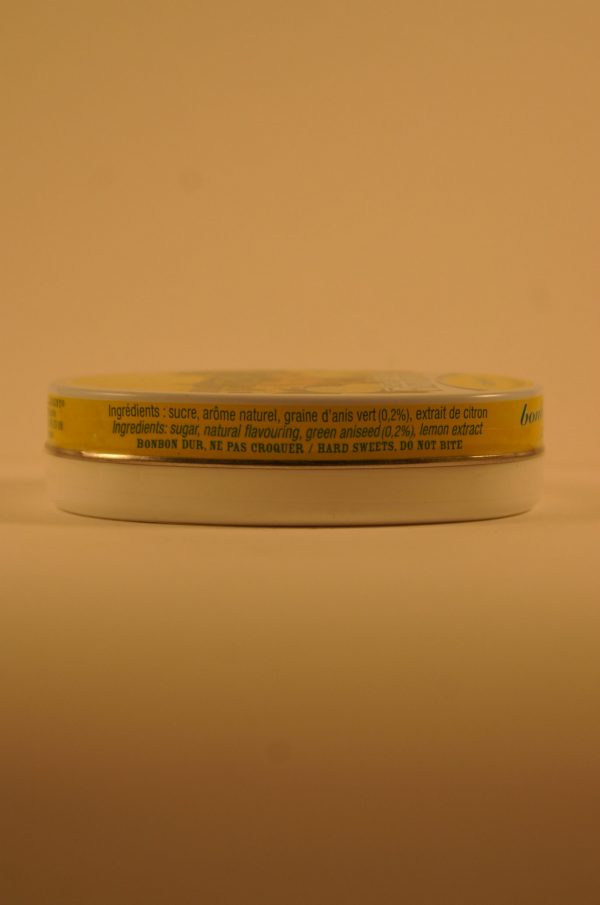 Ingrédients : sucre, arôme naturel, graine d'anis vert (0,2%), extrait de citron
Ingredients: sugar, natural flavouring, green aniseed (0,2%), lemon extract
BONBON DUR, NE PAS CROQUER / HARD SWEETS, DO NOT BITE